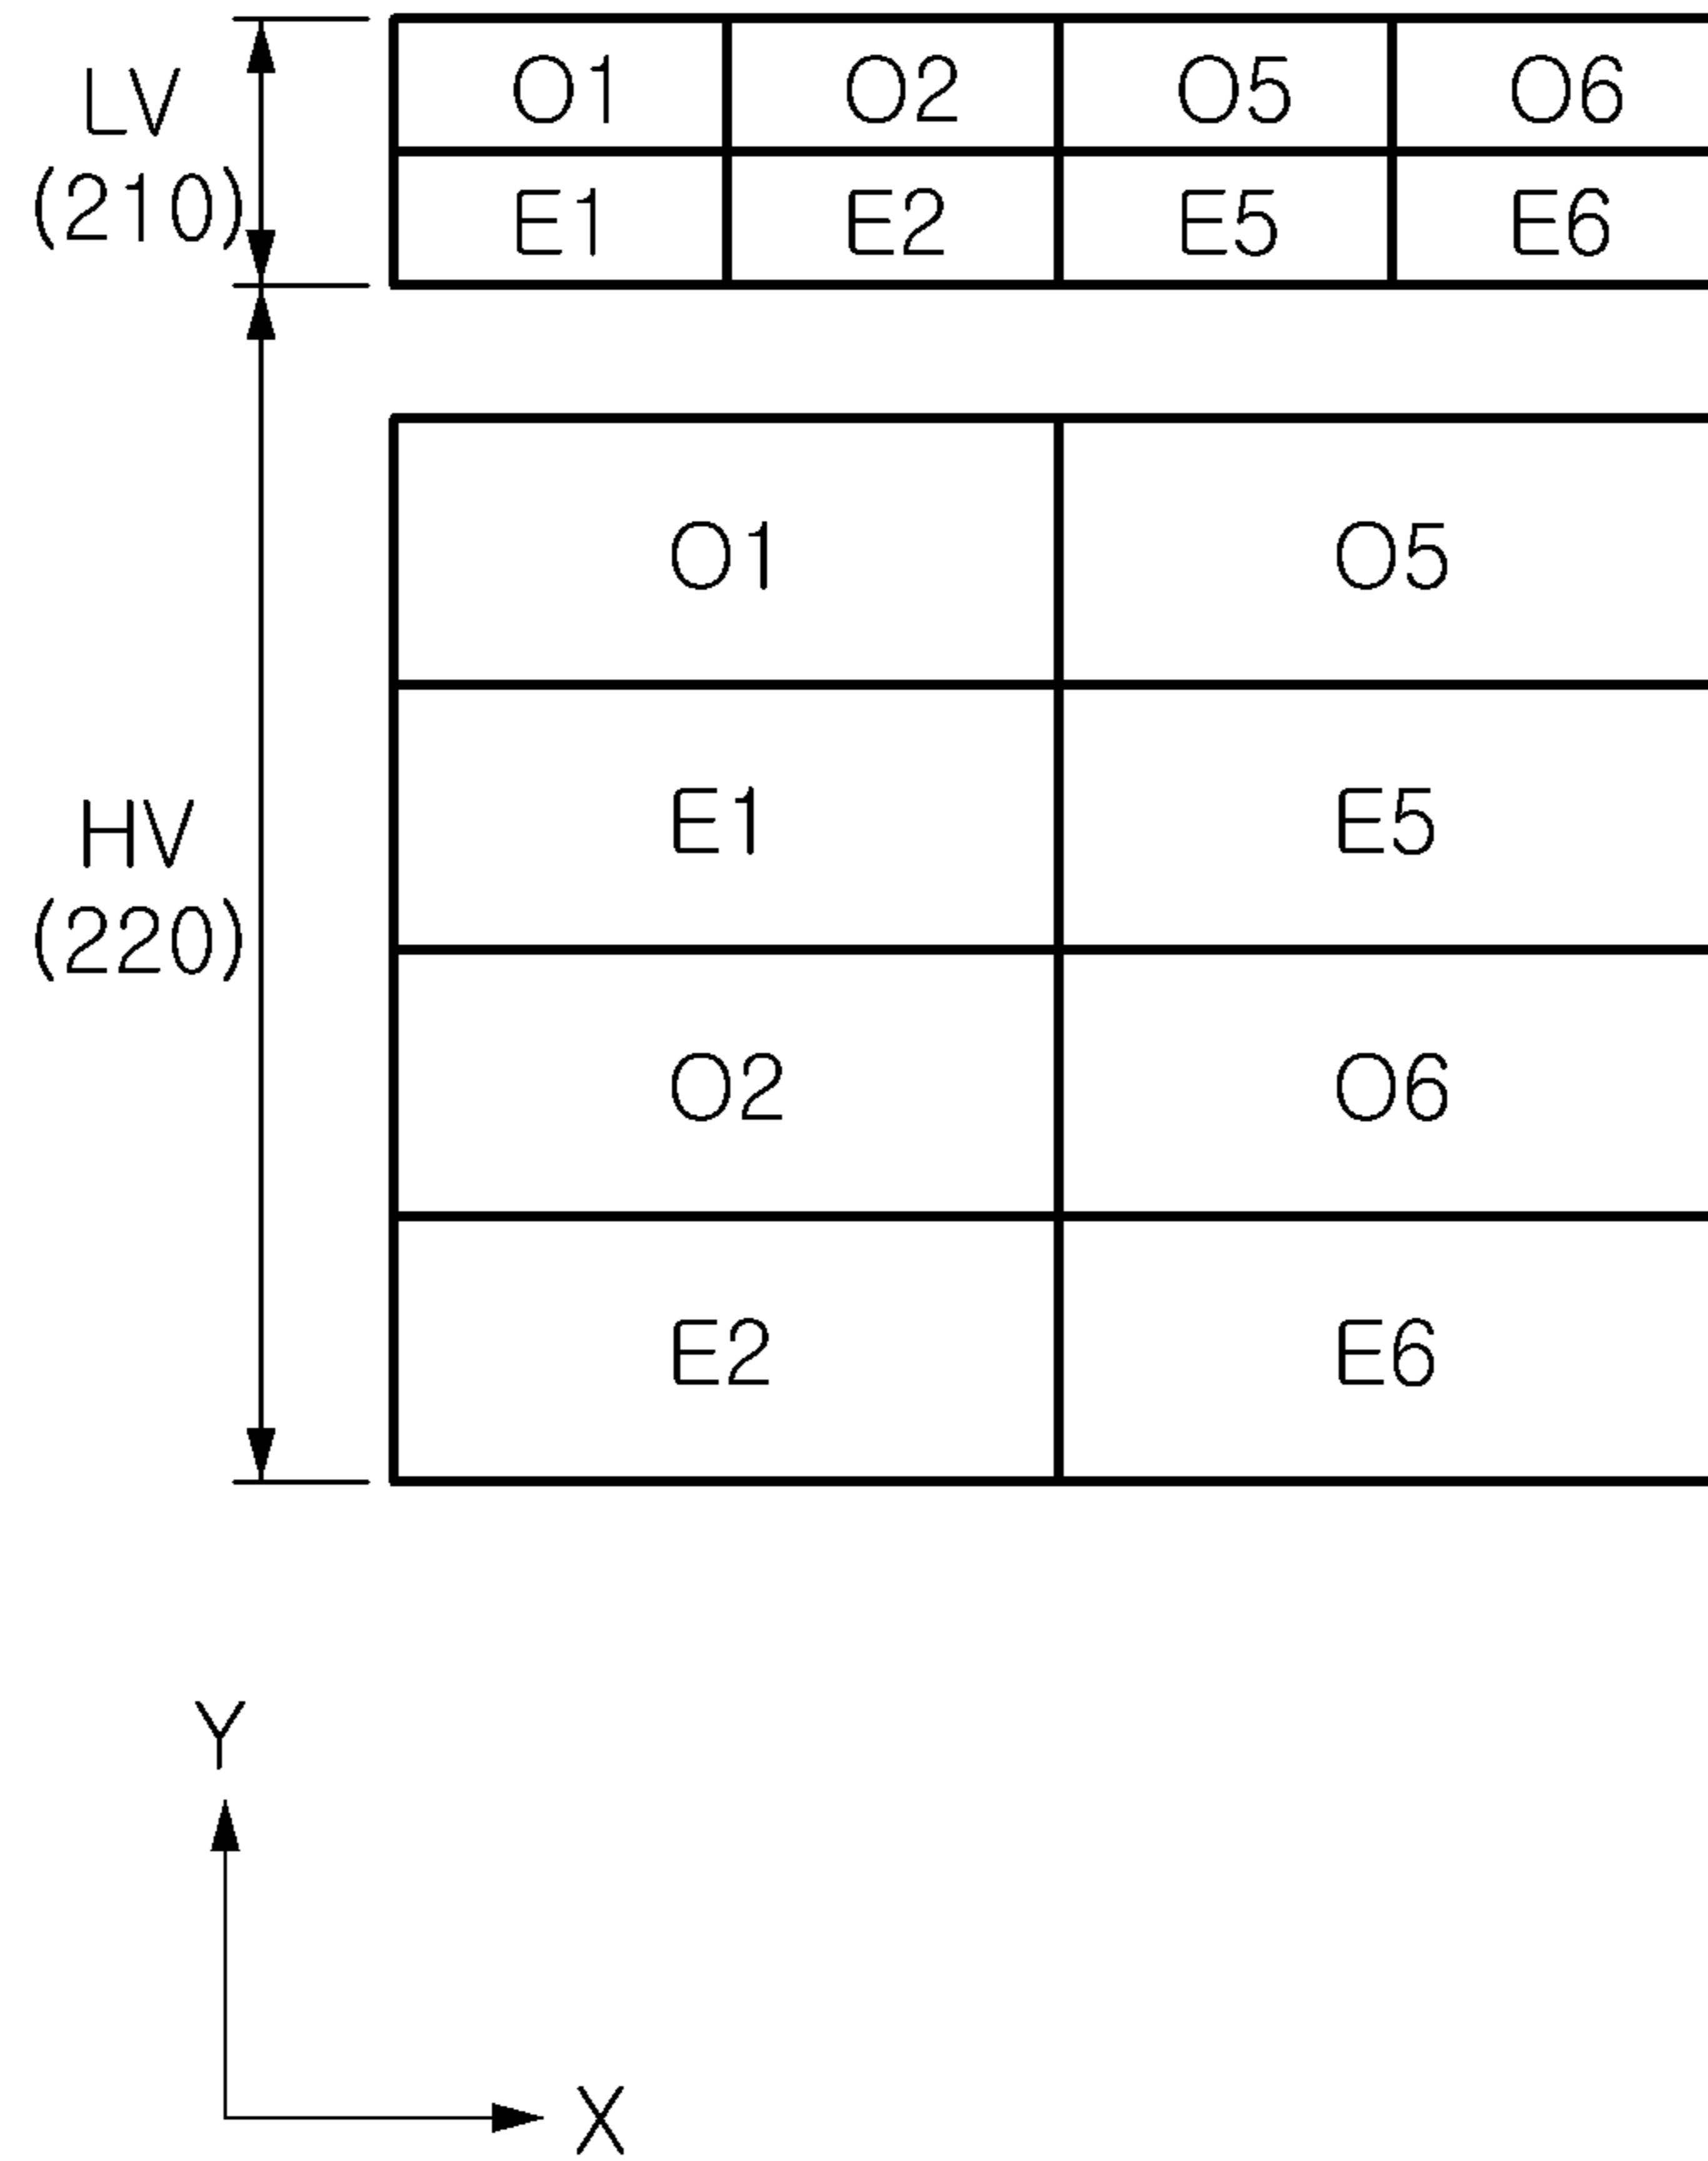 LV
(210)
O1 O2 O5 O6
E1 E2 E5 E6
HV
(220)
O1 O5
E1 E5
O2 O6
E2 E6
Y
X